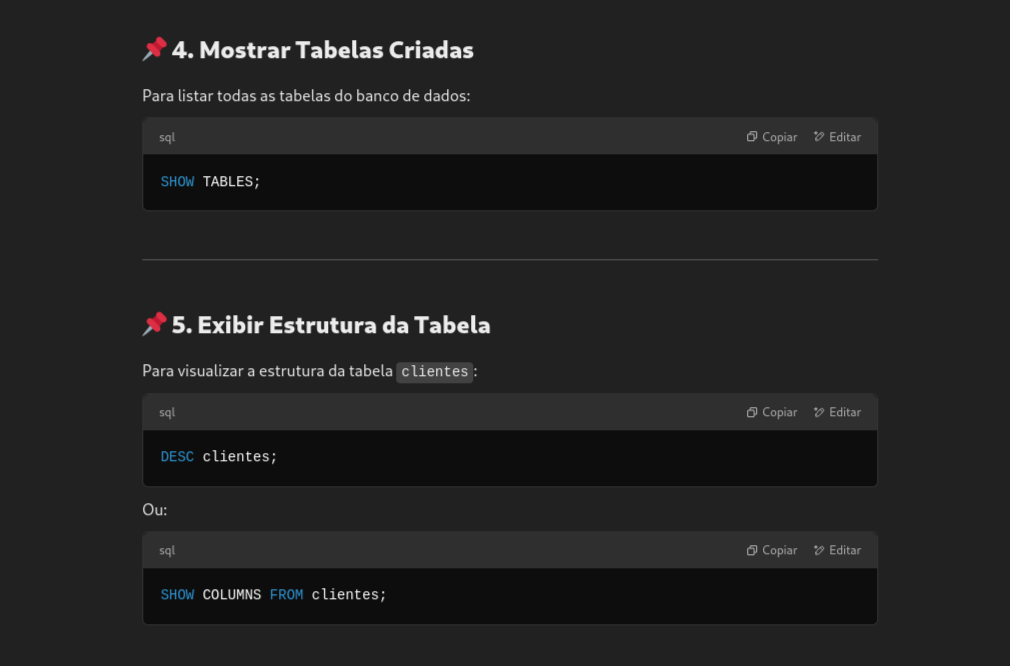 📌 4. Mostrar Tabelas Criadas
Para listar todas as tabelas do banco de dados:
sql Copiar Editar
SHOW TABLES;
📌 5. Exibir Estrutura da Tabela
Para visualizar a estrutura da tabela clientes:
sql Copiar Editar
DESC clientes;
Ou:
sql Copiar Editar
SHOW COLUMNS FROM clientes;